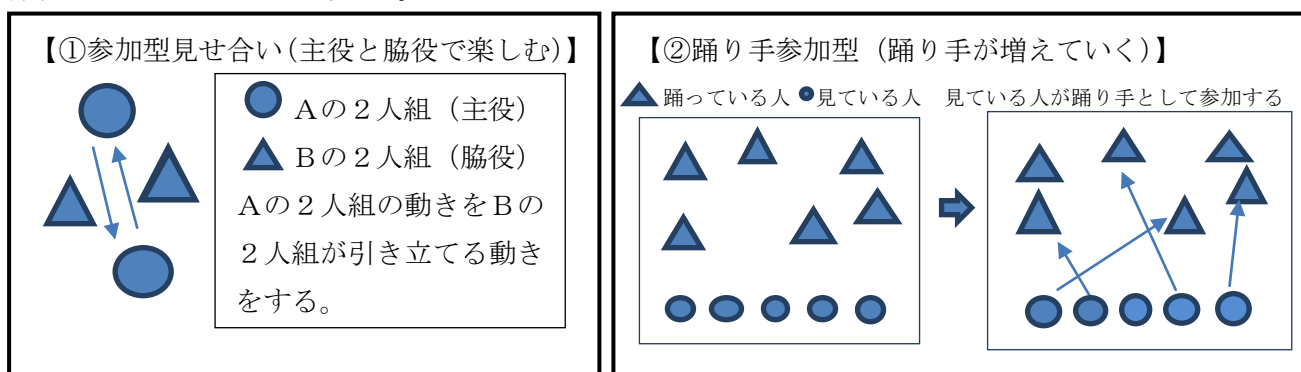 【①参加型見せ合い(主役と脇役で楽しむ)】
Aの2人組(主役)
Bの2人組(脇役)
Aの2人組の動きをBの
2人組が引き立てる動き
をする。
【②踊り手参加型(踊り手が増えていく)】
踊っている人 見ている人 見ている人が踊り手として参加する